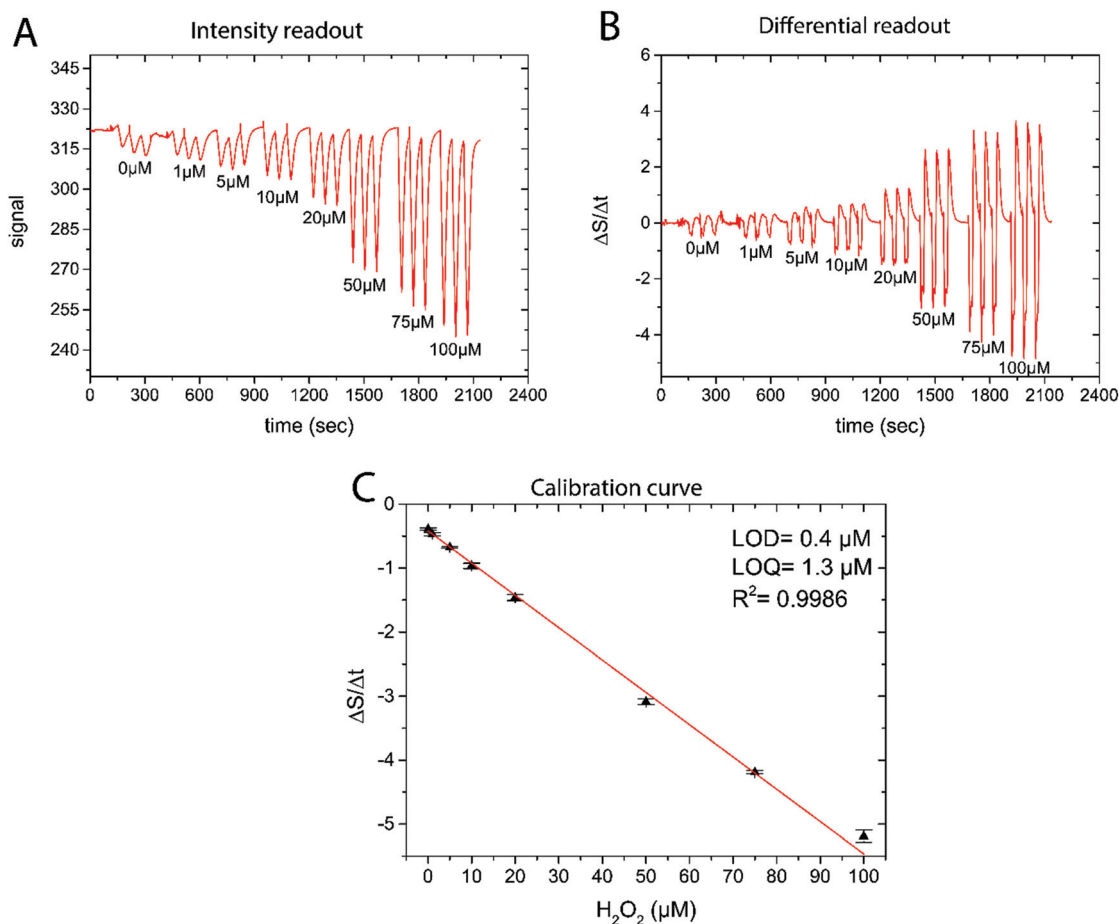 A
Intensity readout
345
330
315
300
285
270
255
240
signal
0µM
1µM
5µM
10µM
20µM
50µM
75µM
100µM
0 300 600 900 1200 1500 1800 2100 2400
time (sec)
B
Differential readout
6
4
2
0
-2
-4
ΔS/Δt
0µM
1µM
5µM
10µM
20µM
50µM
75µM
100µM
0 300 600 900 1200 1500 1800 2100 2400
time (sec)
C
Calibration curve
0
-1
-2
-3
-4
-5
ΔS/Δt
LOD= 0.4 µM
LOQ= 1.3 µM
R²= 0.9986
0 10 20 30 40 50 60 70 80 90 100
H₂O₂ (µM)